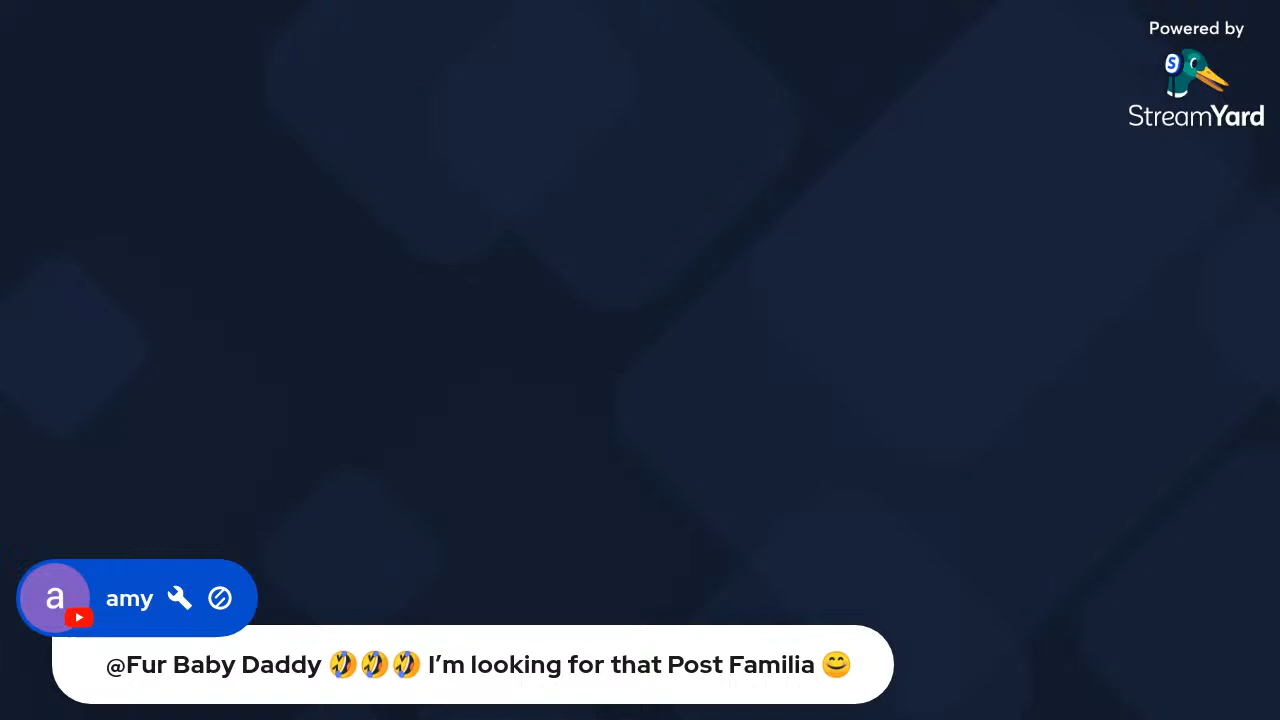 Powered by
StreamYard
a
amy
@Fur Baby Daddy 🤣🤣🤣 I’m looking for that Post Familia 😊